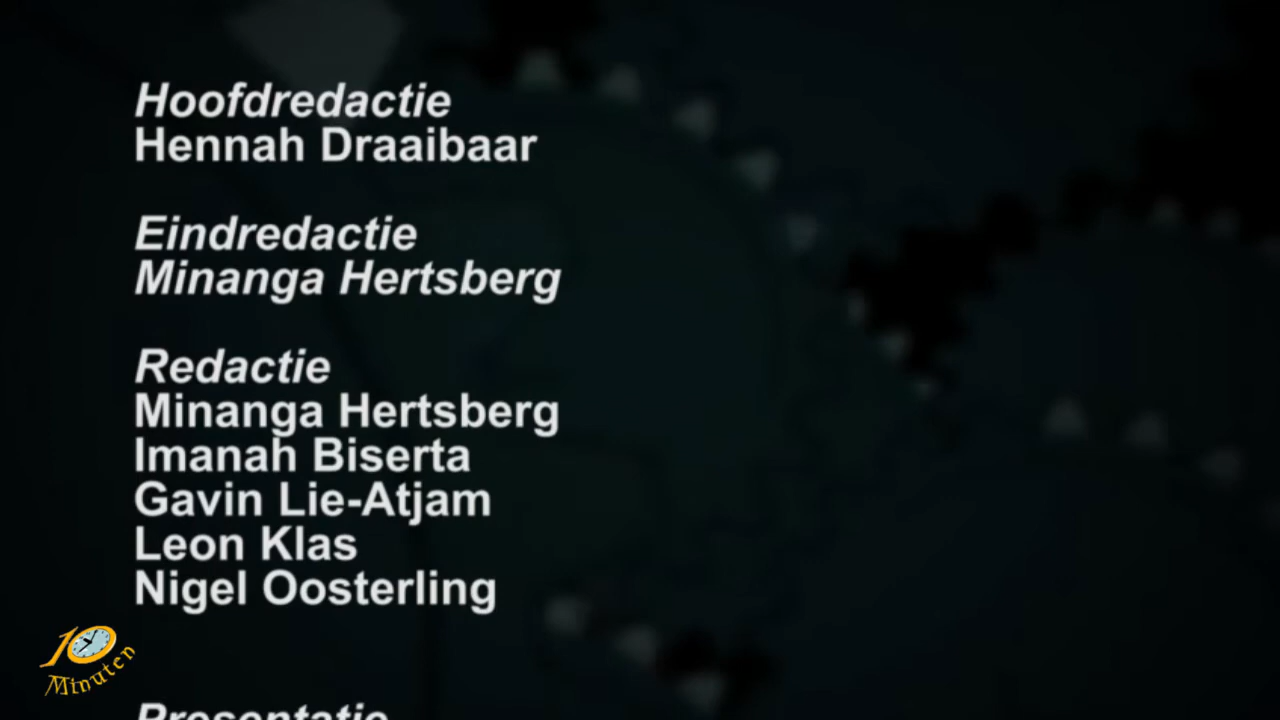 Hoofdredactie
Hennah Draaibaar
Eindredactie
Minanga Hertsberg
Redactie
Minanga Hertsberg
Imanah Biserta
Gavin Lie-Atjam
Leon Klas
Nigel Oosterling
10
Minuten
Presentatie